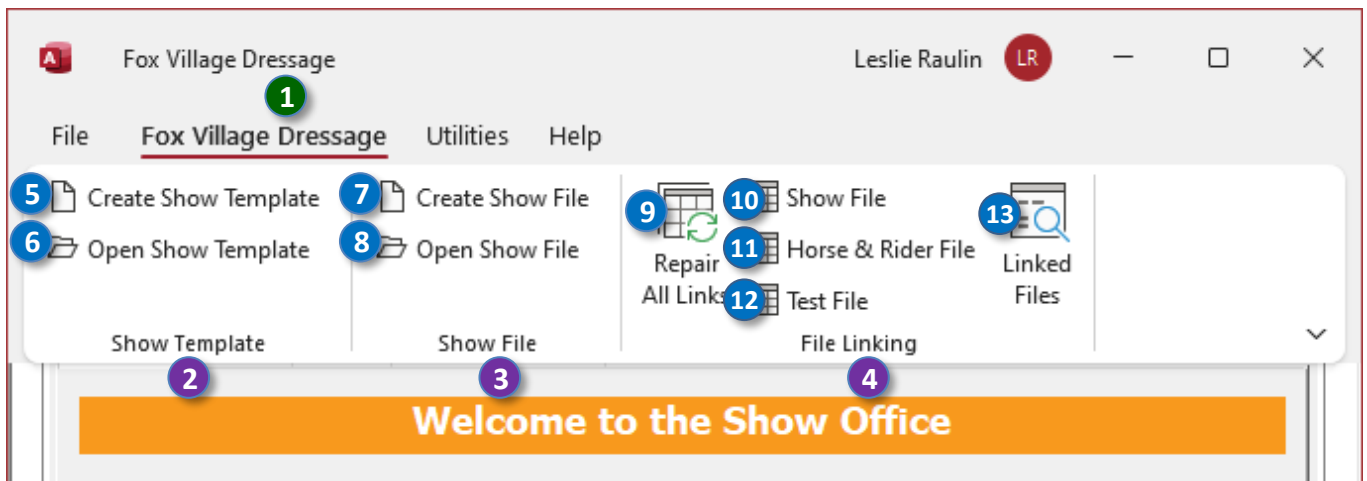 A Fox Village Dressage Leslie Raulin LR
1
File Fox Village Dressage Utilities Help
5 Create Show Template 7 Create Show File 9 10 Show File 13
6 Open Show Template 8 Open Show File 11 Horse & Rider File
Repair Linked
All Links 12 Test File Files
Show Template Show File File Linking
2 3 4
Welcome to the Show Office